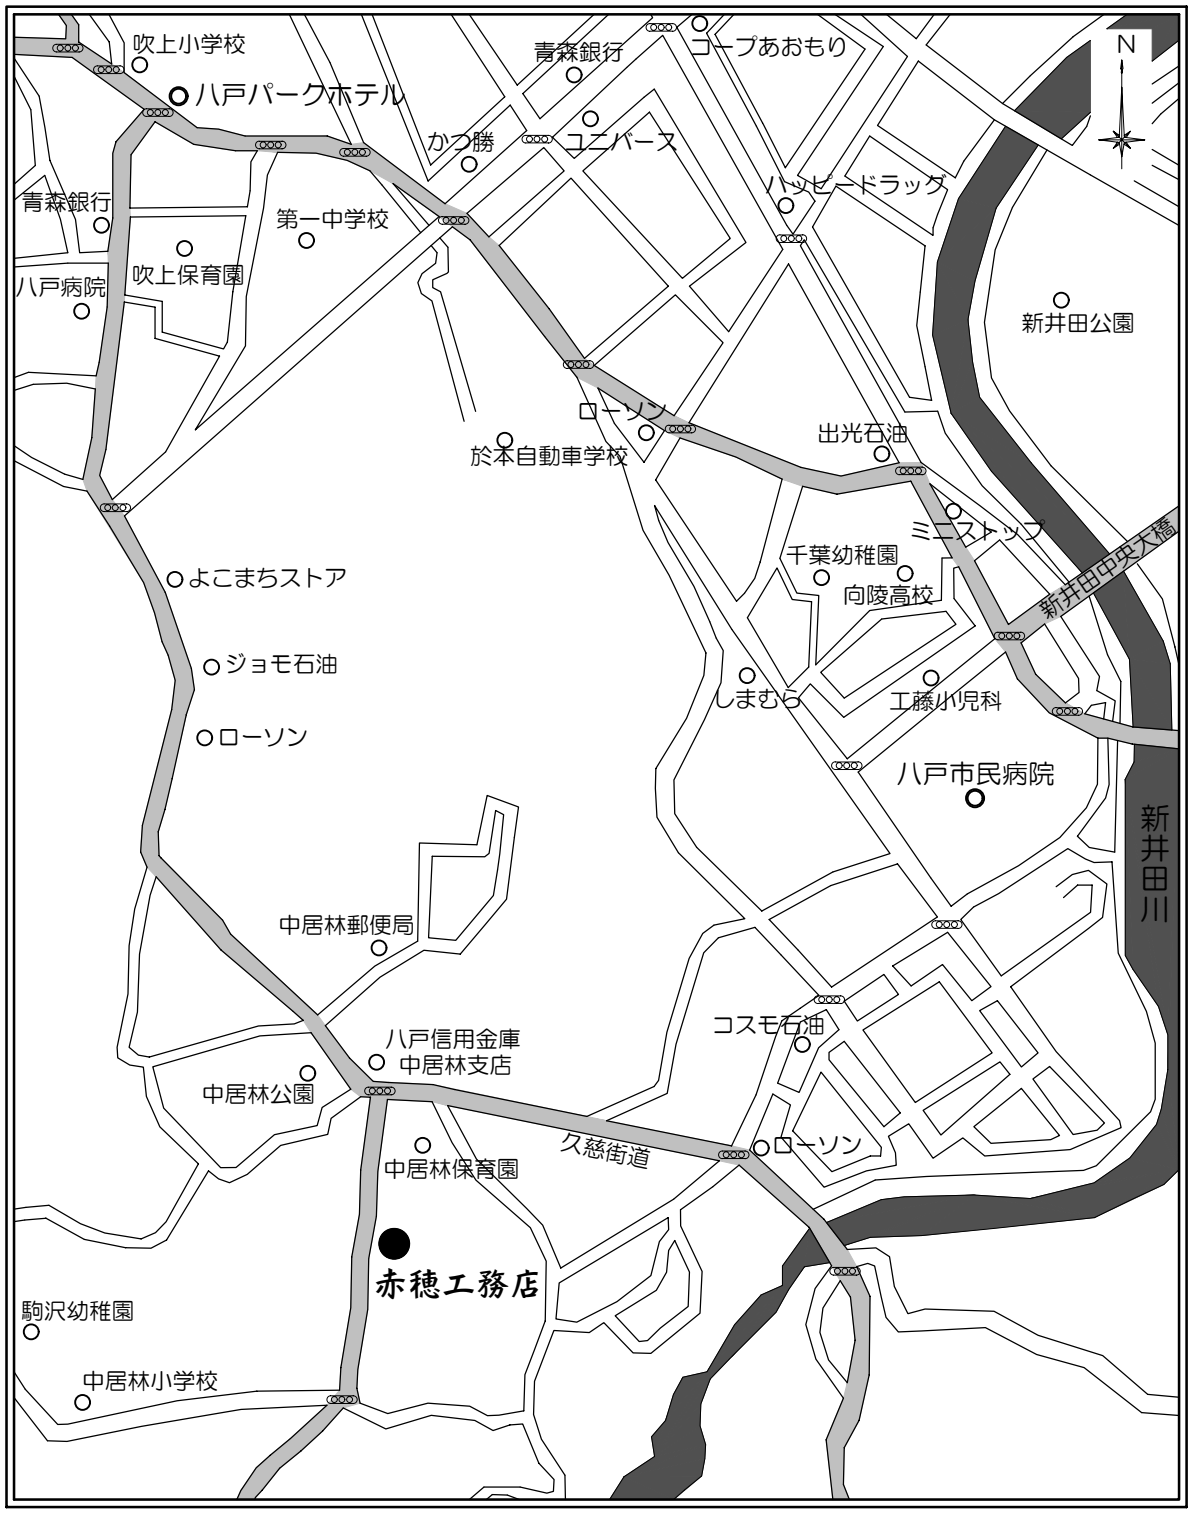 吹上小学校
青森銀行
コープあおもり
N
八戸パークホテル
かつ勝
ユニバース
ハッピードラッグ
青森銀行
第一中学校
吹上保育園
八戸病院
新井田公園
ローソン
出光石油
於本自動車学校
ミニストップ
新井田中央大橋
千葉幼稚園
よこまちストア
向陵高校
ジョモ石油
しまむら
工藤小児科
ローソン
八戸市民病院
新井田川
中居林郵便局
コスモ石油
八戸信用金庫
中居林支店
中居林公園
久慈街道
ローソン
中居林保育園
赤穂工務店
駒沢幼稚園
中居林小学校